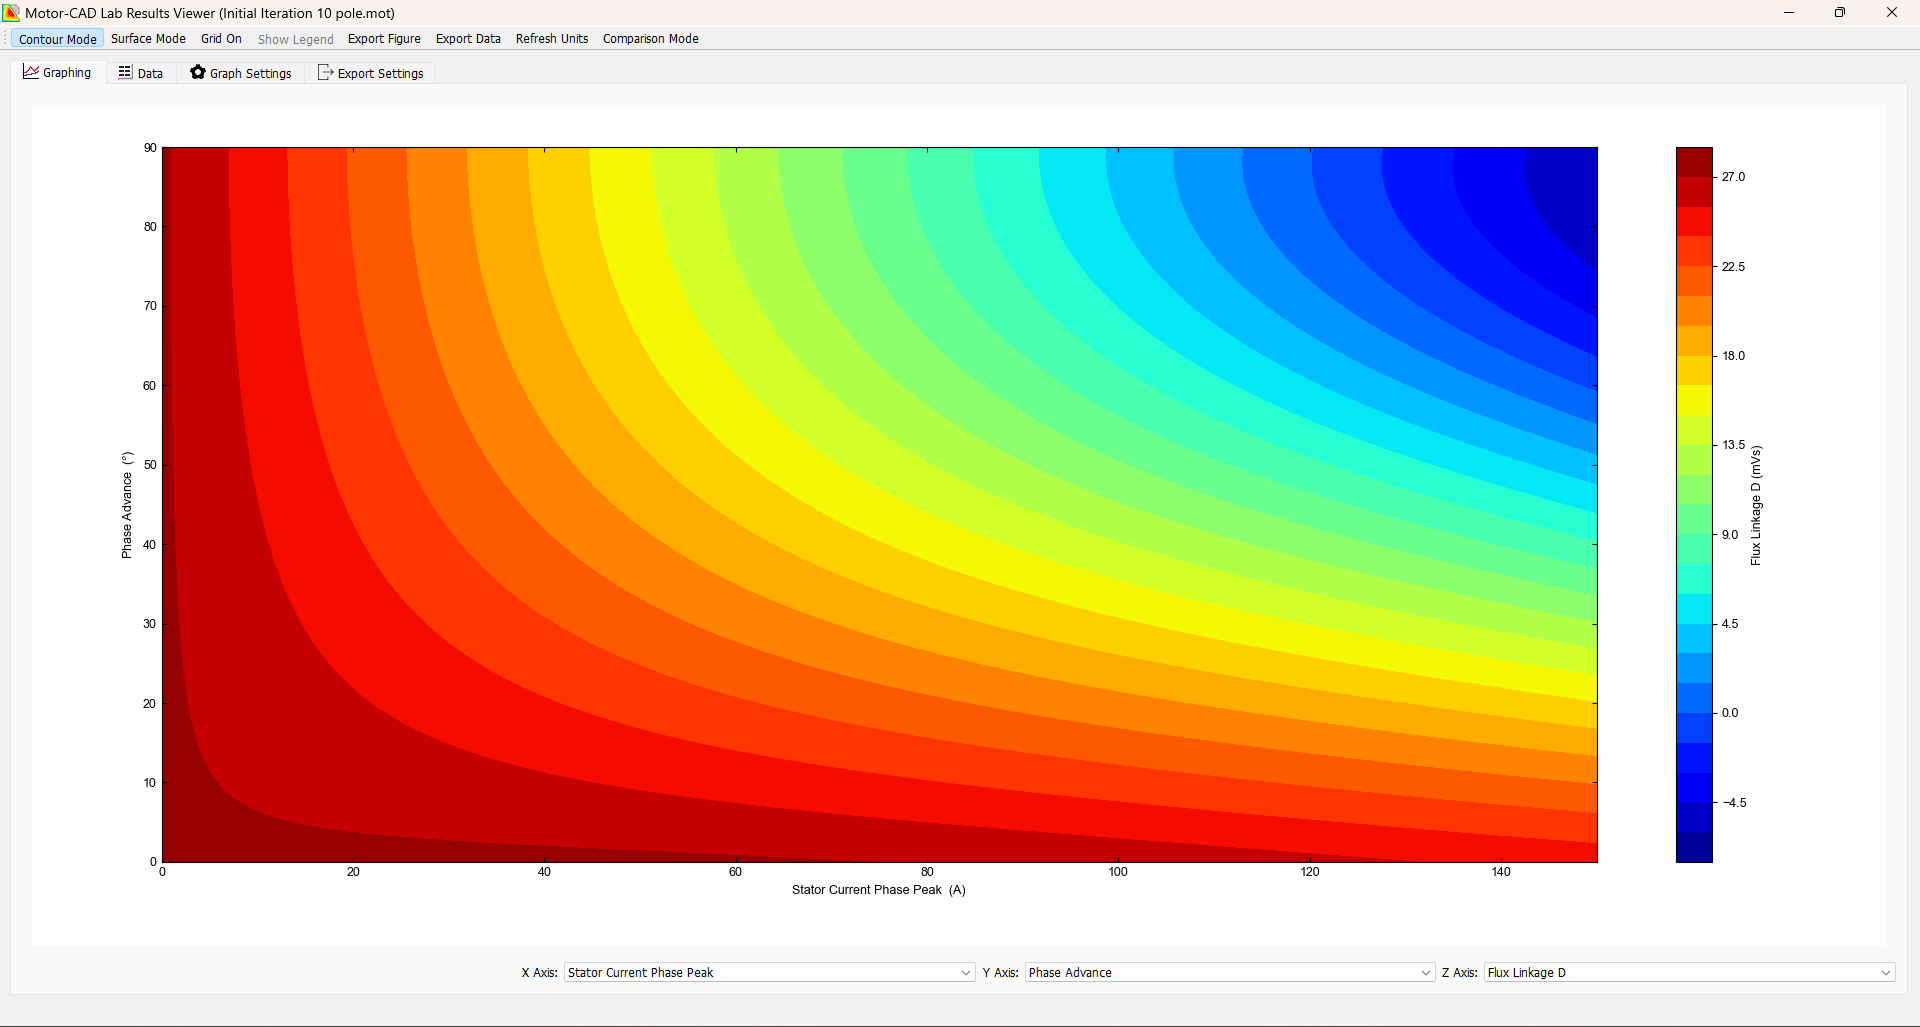 Motor-CAD Lab Results Viewer (Initial Iteration 10 pole.mot)
Contour Mode Surface Mode Grid On Show Legend Export Figure Export Data Refresh Units Comparison Mode
Graphing Data Graph Settings Export Settings
90
80
70
60
50
40
30
20
10
0
Phase Advance (°)
0 20 40 60 80 100 120 140
Stator Current Phase Peak (A)
27.0
22.5
18.0
13.5
9.0
4.5
0.0
−4.5
Flux Linkage D (mVs)
X Axis: Stator Current Phase Peak Y Axis: Phase Advance Z Axis: Flux Linkage D